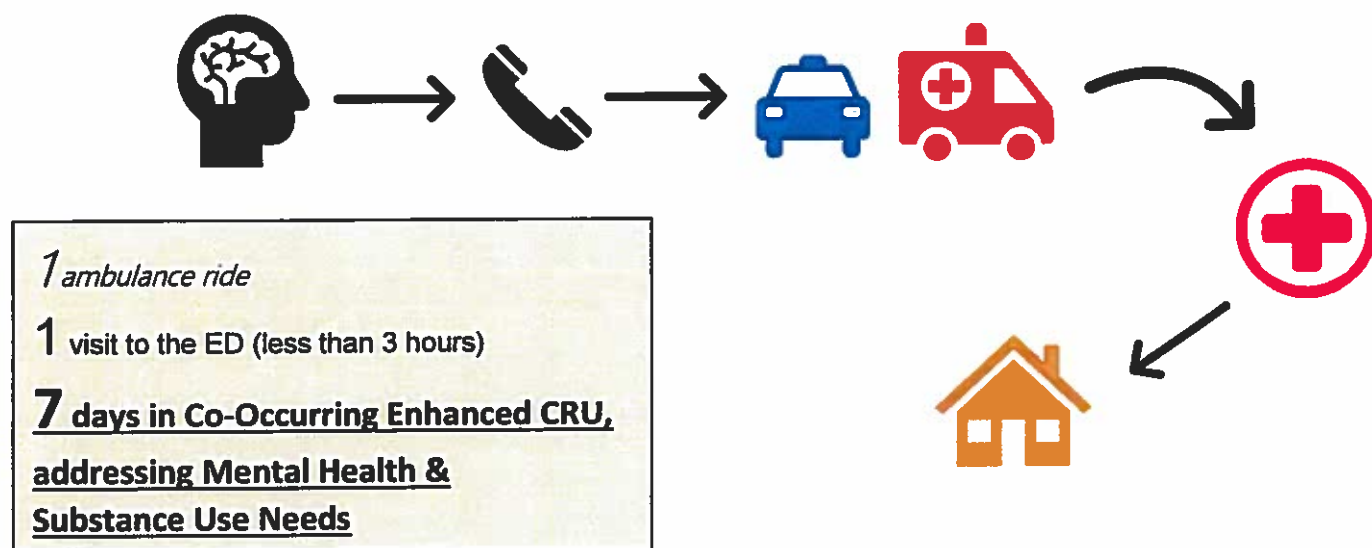 1 ambulance ride
1 visit to the ED (less than 3 hours)
7 days in Co-Occurring Enhanced CRU,
addressing Mental Health &
Substance Use Needs